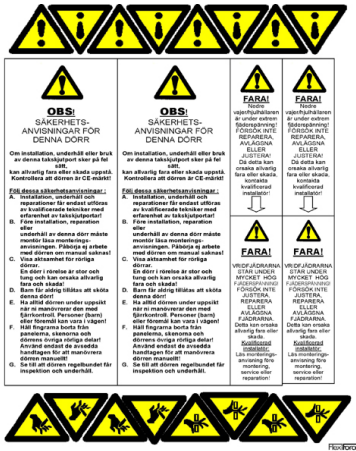 OBS!
SÄKERHETS-
ANVISNINGAR FÖR
DENNA DÖRR
Om installation, underhåll eller bruk
av denna takskjutport sker på fel
sätt,
kan allvarlig fara eller skada uppstå.
Kontrollera att dörren är CE-märkt!
Följ dessa säkerhetsanvisningar :
A. Installation, underhåll och
reparationer får endast utföras
av kvalificerade tekniker med
erfarenhet av takskjutportar!
B. Före installation, reparation
eller
underhåll av denna dörr måste
montör läsa monterings-
anvisningen. Påbörja ej arbete
med dörren om manual saknas!
C. Visa aktsamhet för rörliga
dörrar.
En dörr i rörelse är stor och
tung och kan orsaka allvarlig
fara och skada!
D. Barn får aldrig tillåtas att sköta
dörren.
E. Ha alltid dörren under uppsikt
när ni manövrerar den med
fjärrkontroll. Personer (barn)
eller föremål kan vara i vägen!
F. Håll fingrarna borta från
panelerna, skenorna och
dörrens övriga rörliga delar!
Använd endast de avsedda
handtagen för att manövrera
dörren manuellt!
G. Se till att dörren regelbundet får
inspektion och underhåll.
OBS!
SÄKERHETS-
ANVISNINGAR FÖR
DENNA DÖRR
Om installation, underhåll eller bruk
av denna takskjutport sker på fel
sätt,
kan allvarlig fara eller skada uppstå.
Kontrollera att dörren är CE-märkt!
Följ dessa säkerhetsanvisningar :
A. Installation, underhåll och
reparationer får endast utföras
av kvalificerade tekniker med
erfarenhet av takskjutportar!
B. Före installation, reparation
eller
underhåll av denna dörr måste
montör läsa monterings-
anvisningen. Påbörja ej arbete
med dörren om manual saknas!
C. Visa aktsamhet för rörliga
dörrar.
En dörr i rörelse är stor och
tung och kan orsaka allvarlig
fara och skada!
D. Barn får aldrig tillåtas att sköta
dörren.
E. Ha alltid dörren under uppsikt
när ni manövrerar den med
fjärrkontroll. Personer (barn)
eller föremål kan vara i vägen!
F. Håll fingrarna borta från
panelerna, skenorna och
dörrens övriga rörliga delar!
Använd endast de avsedda
handtagen för att manövrera
dörren manuellt!
G. Se till att dörren regelbundet får
inspektion och underhåll.
FARA!
Nedre
vajer/hjulhållaren
är under extrem
fjäderspänning!
FÖRSÖK INTE
REPARERA,
AVLÄGSNA
ELLER
JUSTERA!
Då detta kan
orsaka allvarlig
fara eller skada,
kontakta
kvalificerad
installatör!
FARA!
Nedre
vajer/hjulhållaren
är under extrem
fjäderspänning!
FÖRSÖK INTE
REPARERA,
AVLÄGSNA
ELLER
JUSTERA!
Då detta kan
orsaka allvarlig
fara eller skada,
kontakta
kvalificerad
installatör!
FARA!
VRIDFJÄDRARNA
STÅR UNDER
MYCKET HÖG
FJÄDERSPÄNNING!
FÖRSÖK INTE
JUSTERA,
REPARERA
ELLER
AVLÄGSNA
FJÄDRARNA.
Detta kan orsaka
allvarlig fara eller
skada.
Kvalificerad
installatör:
Läs monterings-
anvisning före
montering,
service eller
reparation!
FARA!
VRIDFJÄDRARNA
STÅR UNDER
MYCKET HÖG
FJÄDERSPÄNNING!
FÖRSÖK INTE
JUSTERA,
REPARERA
ELLER
AVLÄGSNA
FJÄDRARNA.
Detta kan orsaka
allvarlig fara eller
skada.
Kvalificerad
installatör:
Läs monterings-
anvisning före
montering,
service eller
reparation!
Flexiforce